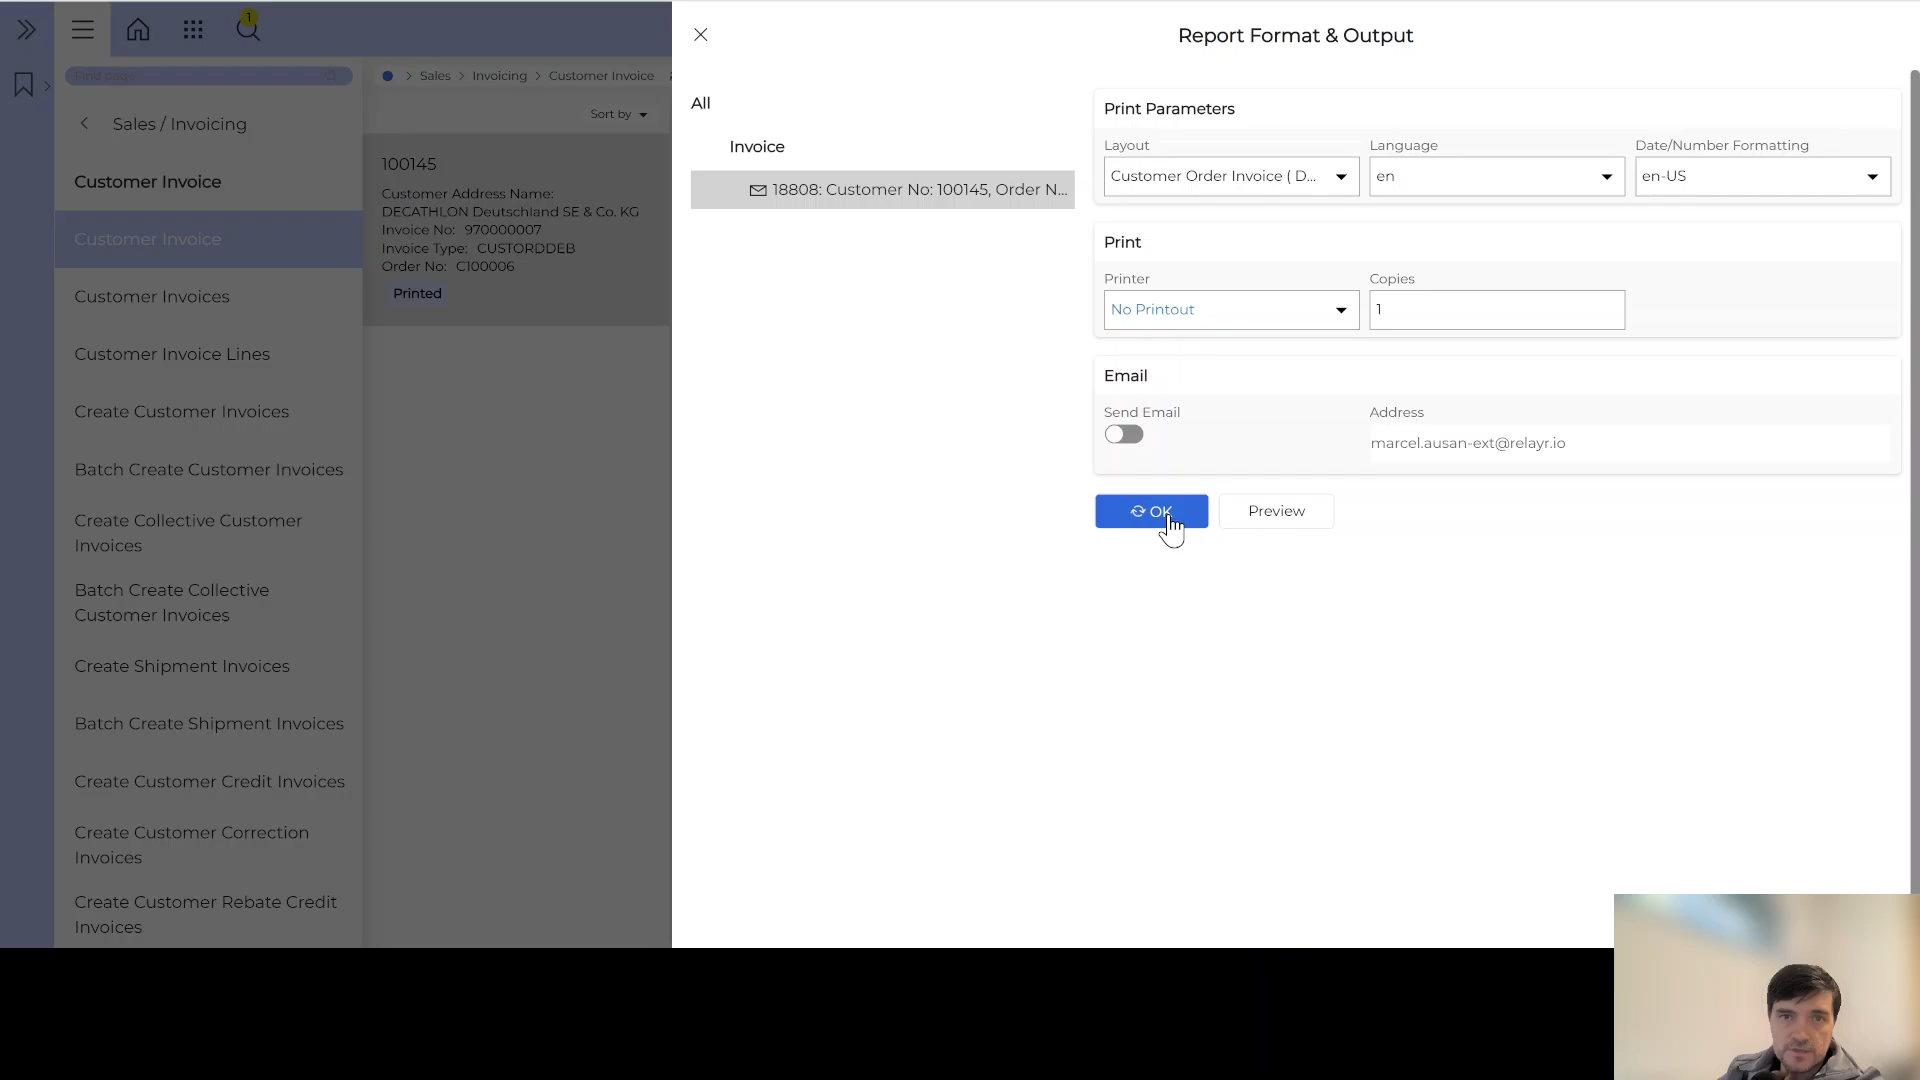 1
Find page
Sales / Invoicing
Customer Invoice
Customer Invoice
Customer Invoices
Customer Invoice Lines
Create Customer Invoices
Batch Create Customer Invoices
Create Collective Customer
Invoices
Batch Create Collective
Customer Invoices
Create Shipment Invoices
Batch Create Shipment Invoices
Create Customer Credit Invoices
Create Customer Correction
Invoices
Create Customer Rebate Credit
Invoices
> Sales > Invoicing > Customer Invoice
Sort by
100145
Customer Address Name:
DECATHLON Deutschland SE & Co. KG
Invoice No: 970000007
Invoice Type: CUSTORDDEB
Order No: C100006
Printed
Report Format & Output
All
Invoice
18808: Customer No: 100145, Order N...
Print Parameters
Layout Language Date/Number Formatting
Customer Order Invoice ( D... en en-US
Print
Printer Copies
No Printout 1
Email
Send Email Address
marcel.ausan-ext@relayr.io
OK Preview